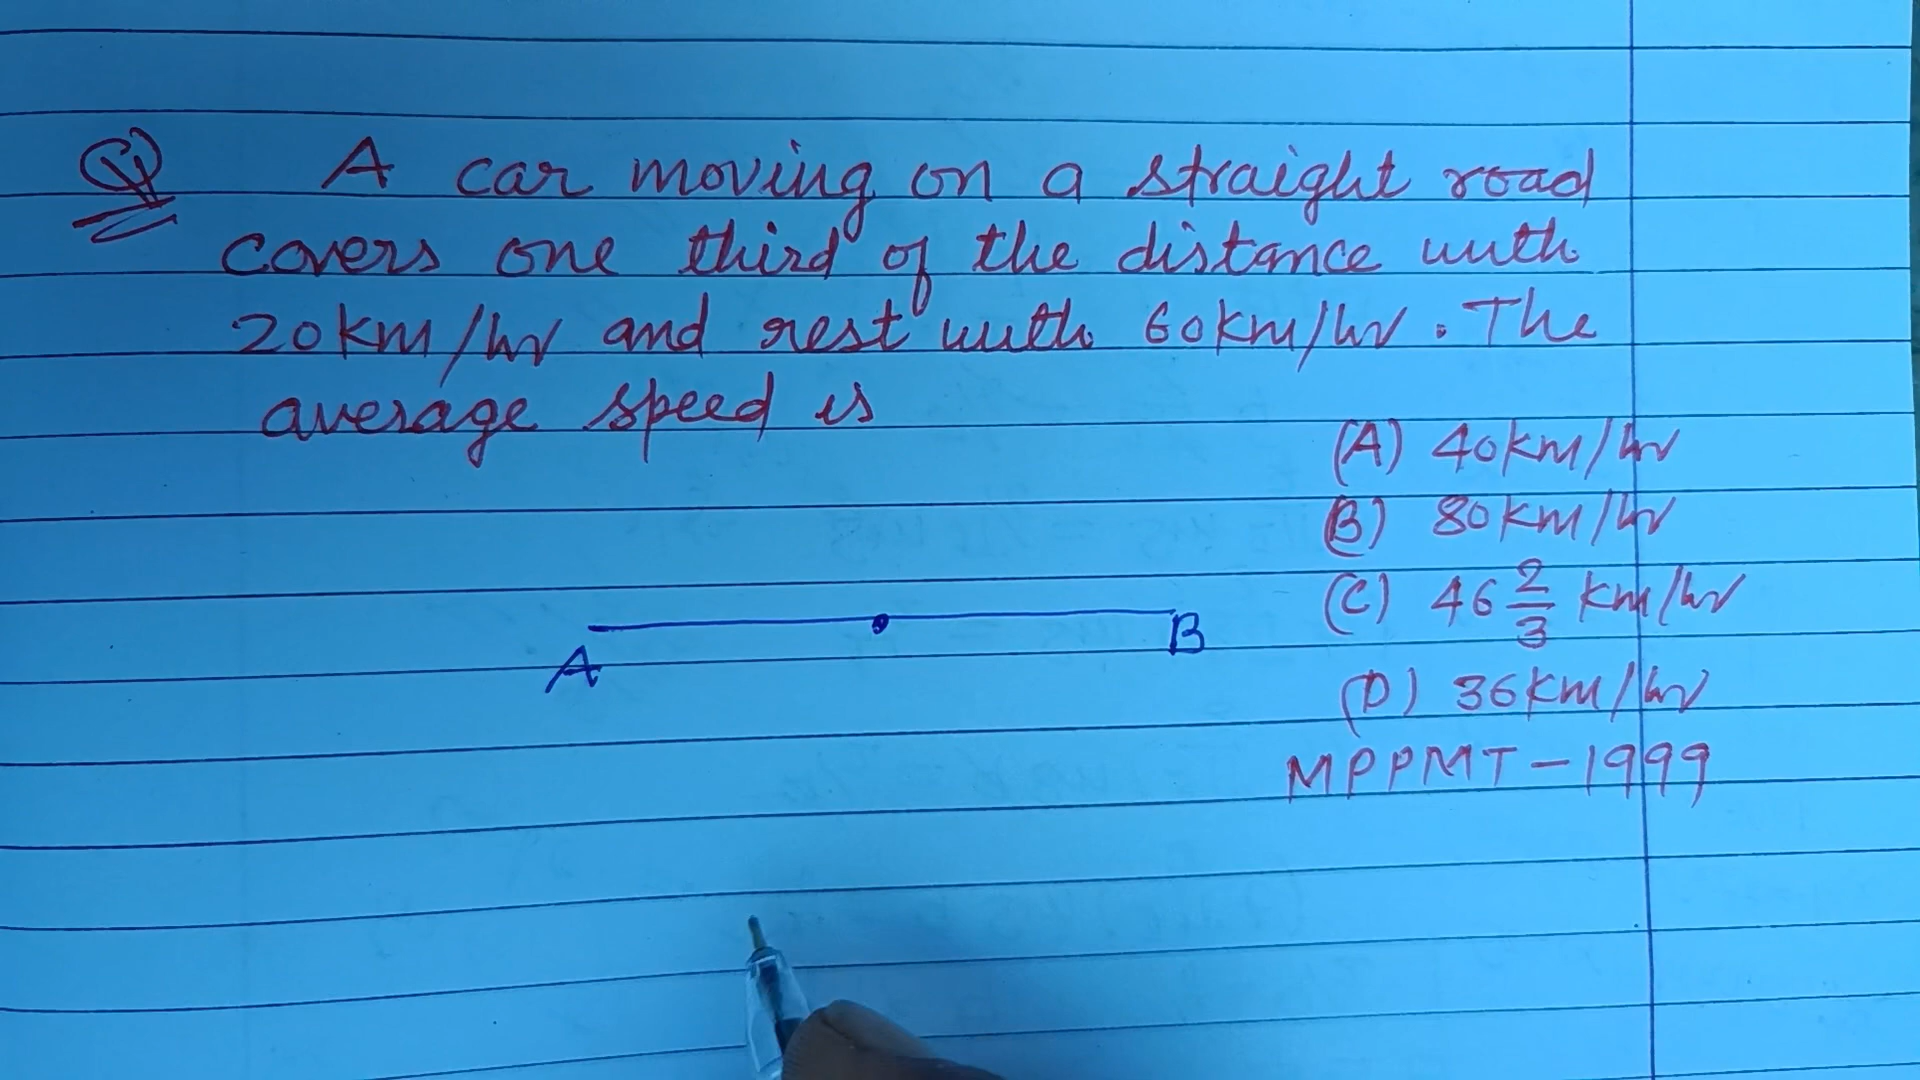 Q A car moving on a straight road
covers one third of the distance with
20km/hr and rest with 60km/hr. The
average speed is
(A) 40km/hr
(B) 80km/hr
(C) 46 2/3 km/hr
(D) 36km/hr
MPPMT-1999
A B